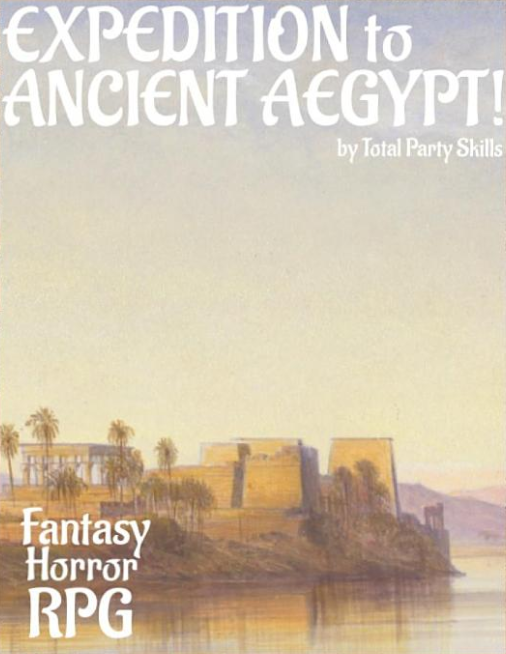 EXPEDITION to
ANCIENT AEGYPT!
by Total Party Skills
Fantasy
Horror
RPG